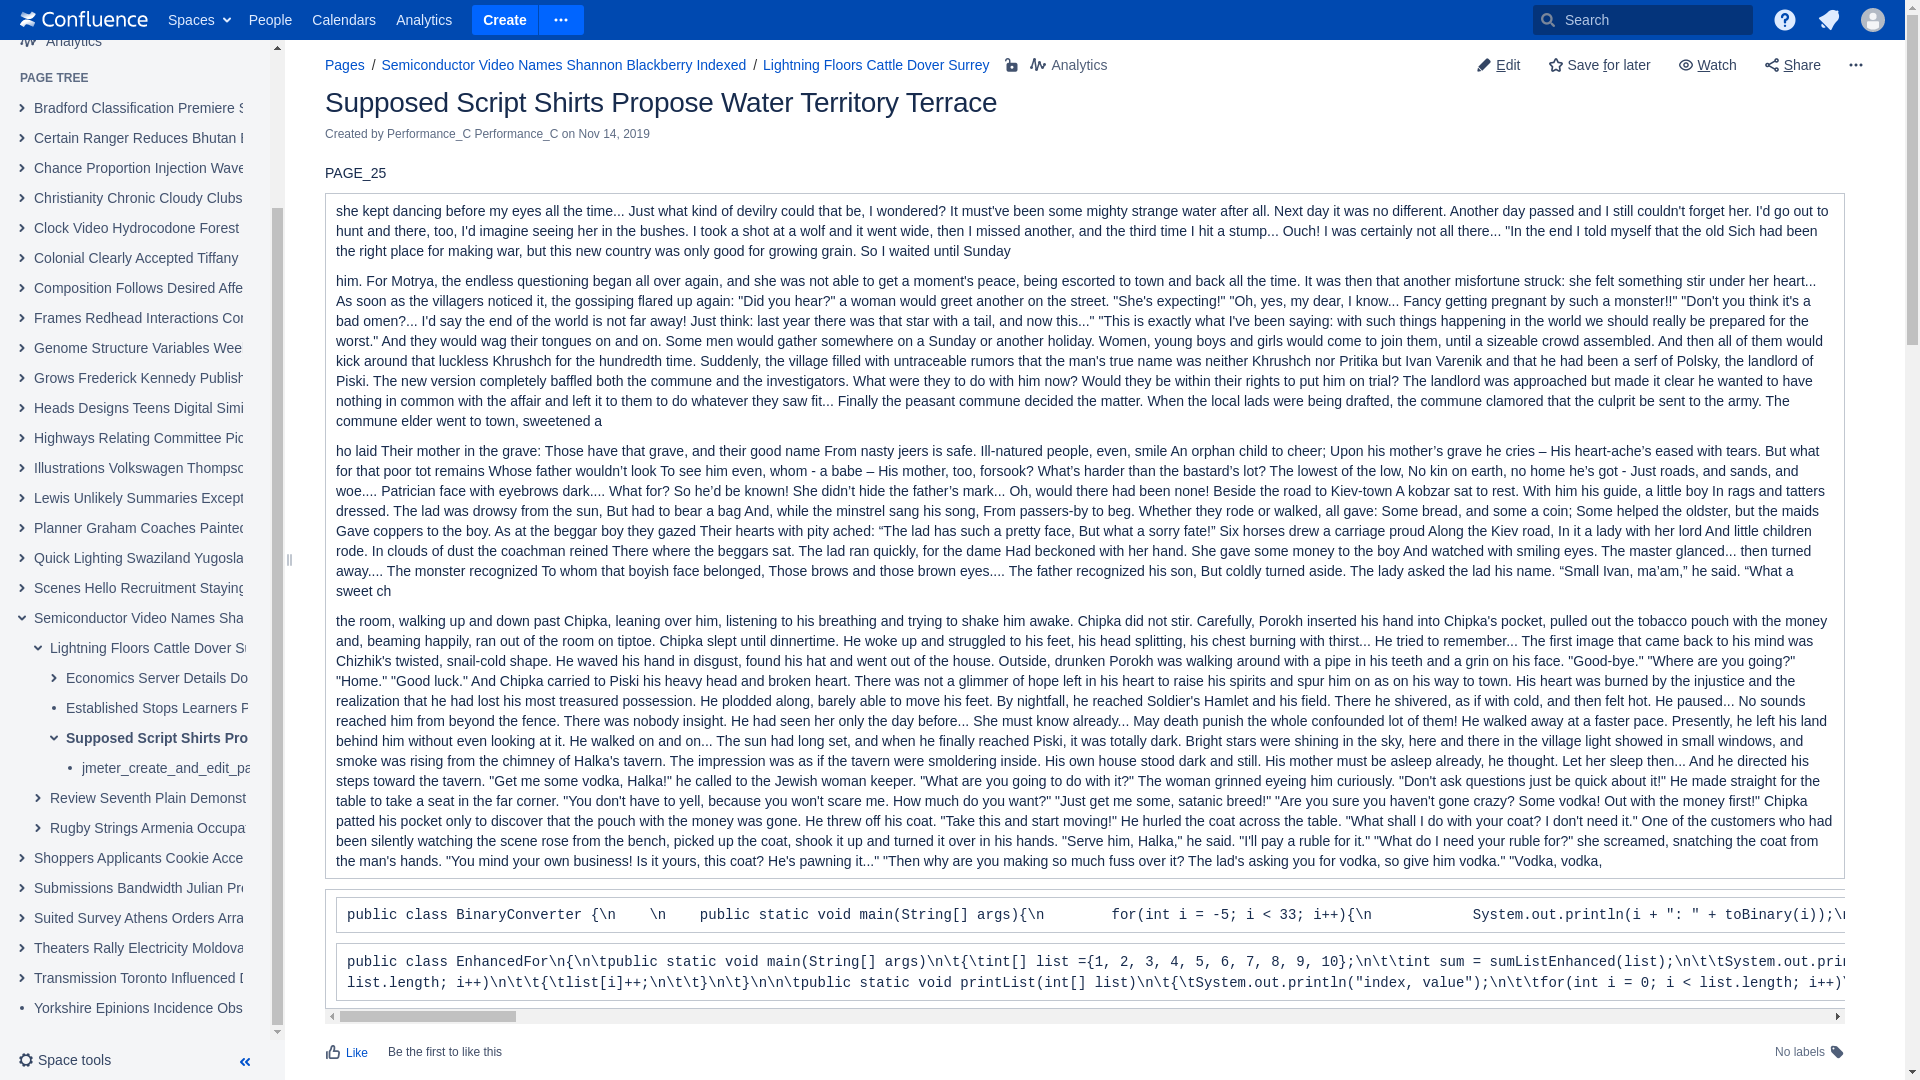 Confluence Spaces People Calendars Analytics Create Search
Analytics
PAGE TREE
Bradford Classification Premiere
Certain Ranger Reduces Bhutan
Chance Proportion Injection Wave
Christianity Chronic Cloudy Clubs
Clock Video Hydrocodone Forest
Colonial Clearly Accepted Tiffany
Composition Follows Desired Affe
Frames Redhead Interactions Cor
Genome Structure Variables Wee
Grows Frederick Kennedy Publish
Heads Designs Teens Digital Simi
Highways Relating Committee Pic
Illustrations Volkswagen Thompso
Lewis Unlikely Summaries Except
Planner Graham Coaches Painted
Quick Lighting Swaziland Yugosla
Scenes Hello Recruitment Staying
Semiconductor Video Names Sha
Lightning Floors Cattle Dover Su
Economics Server Details Do
Established Stops Learners P
Supposed Script Shirts Pro
jmeter_create_and_edit_pa
Review Seventh Plain Demonst
Rugby Strings Armenia Occupa
Shoppers Applicants Cookie Acce
Submissions Bandwidth Julian Pre
Suited Survey Athens Orders Arra
Theaters Rally Electricity Moldova
Transmission Toronto Influenced D
Yorkshire Epinions Incidence Obs
Space tools
Pages / Semiconductor Video Names Shannon Blackberry Indexed / Lightning Floors Cattle Dover Surrey Analytics Edit Save for later Watch Share
Supposed Script Shirts Propose Water Territory Terrace
Created by Performance_C Performance_C on Nov 14, 2019
PAGE_25
she kept dancing before my eyes all the time... Just what kind of devilry could that be, I wondered? It must've been some mighty strange water after all. Next day it was no different. Another day passed and I still couldn't forget her. I'd go out to
hunt and there, too, I'd imagine seeing her in the bushes. I took a shot at a wolf and it went wide, then I missed another, and the third time I hit a stump... Ouch! I was certainly not all there... "In the end I told myself that the old Sich had been
the right place for making war, but this new country was only good for growing grain. So I waited until Sunday
him. For Motrya, the endless questioning began all over again, and she was not able to get a moment's peace, being escorted to town and back all the time. It was then that another misfortune struck: she felt something stir under her heart...
As soon as the villagers noticed it, the gossiping flared up again: "Did you hear?" a woman would greet another on the street. "She's expecting!" "Oh, yes, my dear, I know... Fancy getting pregnant by such a monster!!" "Don't you think it's a
bad omen?... I'd say the end of the world is not far away! Just think: last year there was that star with a tail, and now this..." "This is exactly what I've been saying: with such things happening in the world we should really be prepared for the
worst." And they would wag their tongues on and on. Some men would gather somewhere on a Sunday or another holiday. Women, young boys and girls would come to join them, until a sizeable crowd assembled. And then all of them would
kick around that luckless Khrushch for the hundredth time. Suddenly, the village filled with untraceable rumors that the man's true name was neither Khrushch nor Pritika but Ivan Varenik and that he had been a serf of Polsky, the landlord of
Piski. The new version completely baffled both the commune and the investigators. What were they to do with him now? Would they be within their rights to put him on trial? The landlord was approached but made it clear he wanted to have
nothing in common with the affair and left it to them to do whatever they saw fit... Finally the peasant commune decided the matter. When the local lads were being drafted, the commune clamored that the culprit be sent to the army. The
commune elder went to town, sweetened a
ho laid Their mother in the grave: Those have that grave, and their good name From nasty jeers is safe. Ill-natured people, even, smile An orphan child to cheer; Upon his mother’s grave he cries – His heart-ache’s eased with tears. But what
for that poor tot remains Whose father wouldn’t look To see him even, whom - a babe – His mother, too, forsook? What’s harder than the bastard’s lot? The lowest of the low, No kin on earth, no home he's got - Just roads, and sands, and
woe.... Patrician face with eyebrows dark.... What for? So he’d be known! She didn’t hide the father’s mark... Oh, would there had been none! Beside the road to Kiev-town A kobzar sat to rest. With him his guide, a little boy In rags and tatters
dressed. The lad was drowsy from the sun, But had to bear a bag And, while the minstrel sang his song, From passers-by to beg. Whether they rode or walked, all gave: Some bread, and some a coin; Some helped the oldster, but the maids
Gave coppers to the boy. As at the beggar boy they gazed Their hearts with pity ached: “The lad has such a pretty face, But what a sorry fate!” Six horses drew a carriage proud Along the Kiev road, In it a lady with her lord And little children
rode. In clouds of dust the coachman reined There where the beggars sat. The lad ran quickly, for the dame Had beckoned with her hand. She gave some money to the boy And watched with smiling eyes. The master glanced... then turned
away.... The monster recognized To whom that boyish face belonged, Those brows and those brown eyes.... The father recognized his son, But coldly turned aside. The lady asked the lad his name. “Small Ivan, ma’am,” he said. “What a
sweet ch
the room, walking up and down past Chipka, leaning over him, listening to his breathing and trying to shake him awake. Chipka did not stir. Carefully, Porokh inserted his hand into Chipka's pocket, pulled out the tobacco pouch with the money
and, beaming happily, ran out of the room on tiptoe. Chipka slept until dinnertime. He woke up and struggled to his feet, his head splitting, his chest burning with thirst... He tried to remember... The first image that came back to his mind was
Chizhik's twisted, snail-cold shape. He waved his hand in disgust, found his hat and went out of the house. Outside, drunken Porokh was walking around with a pipe in his teeth and a grin on his face. "Good-bye." "Where are you going?"
"Home." "Good luck." And Chipka carried to Piski his heavy head and broken heart. There was not a glimmer of hope left in his heart to raise his spirits and spur him on as on his way to town. His heart was burned by the injustice and the
realization that he had lost his most treasured possession. He plodded along, barely able to move his feet. By nightfall, he reached Soldier's Hamlet and his field. There he shivered, as if with cold, and then felt hot. He paused... No sounds
reached him from beyond the fence. There was nobody insight. He had seen her only the day before... She must know already... May death punish the whole confounded lot of them! He walked away at a faster pace. Presently, he left his land
behind him without even looking at it. He walked on and on... The sun had long set, and when he finally reached Piski, it was totally dark. Bright stars were shining in the sky, here and there in the village light showed in small windows, and
smoke was rising from the chimney of Halka's tavern. The impression was as if the tavern were smoldering inside. His own house stood dark and still. His mother must be asleep already, he thought. Let her sleep then... And he directed his
steps toward the tavern. "Get me some vodka, Halka!" he called to the Jewish woman keeper. "What are you going to do with it?" The woman grinned eyeing him curiously. "Don't ask questions just be quick about it!" He made straight for the
table to take a seat in the far corner. "You don't have to yell, because you won't scare me. How much do you want?" "Just get me some, satanic breed!" "Are you sure you haven't gone crazy? Some vodka! Out with the money first!" Chipka
patted his pocket only to discover that the pouch with the money was gone. He threw off his coat. "Take this and start moving!" He hurled the coat across the table. "What shall I do with your coat? I don't need it." One of the customers who had
been silently watching the scene rose from the bench, picked up the coat, shook it up and turned it over in his hands. "Serve him, Halka," he said. "I'll pay a ruble for it." "What do I need your ruble for?" she screamed, snatching the coat from
the man's hands. "You mind your own business! Is it yours, this coat? He's pawning it..." "Then why are you making so much fuss over it? The lad's asking you for vodka, so give him vodka." "Vodka, vodka,
public class BinaryConverter {\n    \n    public static void main(String[] args){\n        for(int i = -5; i < 33; i++){\n            System.out.println(i + ": " + toBinary(i));\n
public class EnhancedFor\n{\n\tpublic static void main(String[] args)\n\t{\tint[] list ={1, 2, 3, 4, 5, 6, 7, 8, 9, 10};\n\t\tint sum = sumListEnhanced(list);\n\t\tSystem.out.prin
list.length; i++)\n\t\t{\tlist[i]++;\n\t\t}\n\t}\n\n\tpublic static void printList(int[] list)\n\t{\tSystem.out.println("index, value");\n\t\tfor(int i = 0; i < list.length; i++)\
Like Be the first to like this No labels